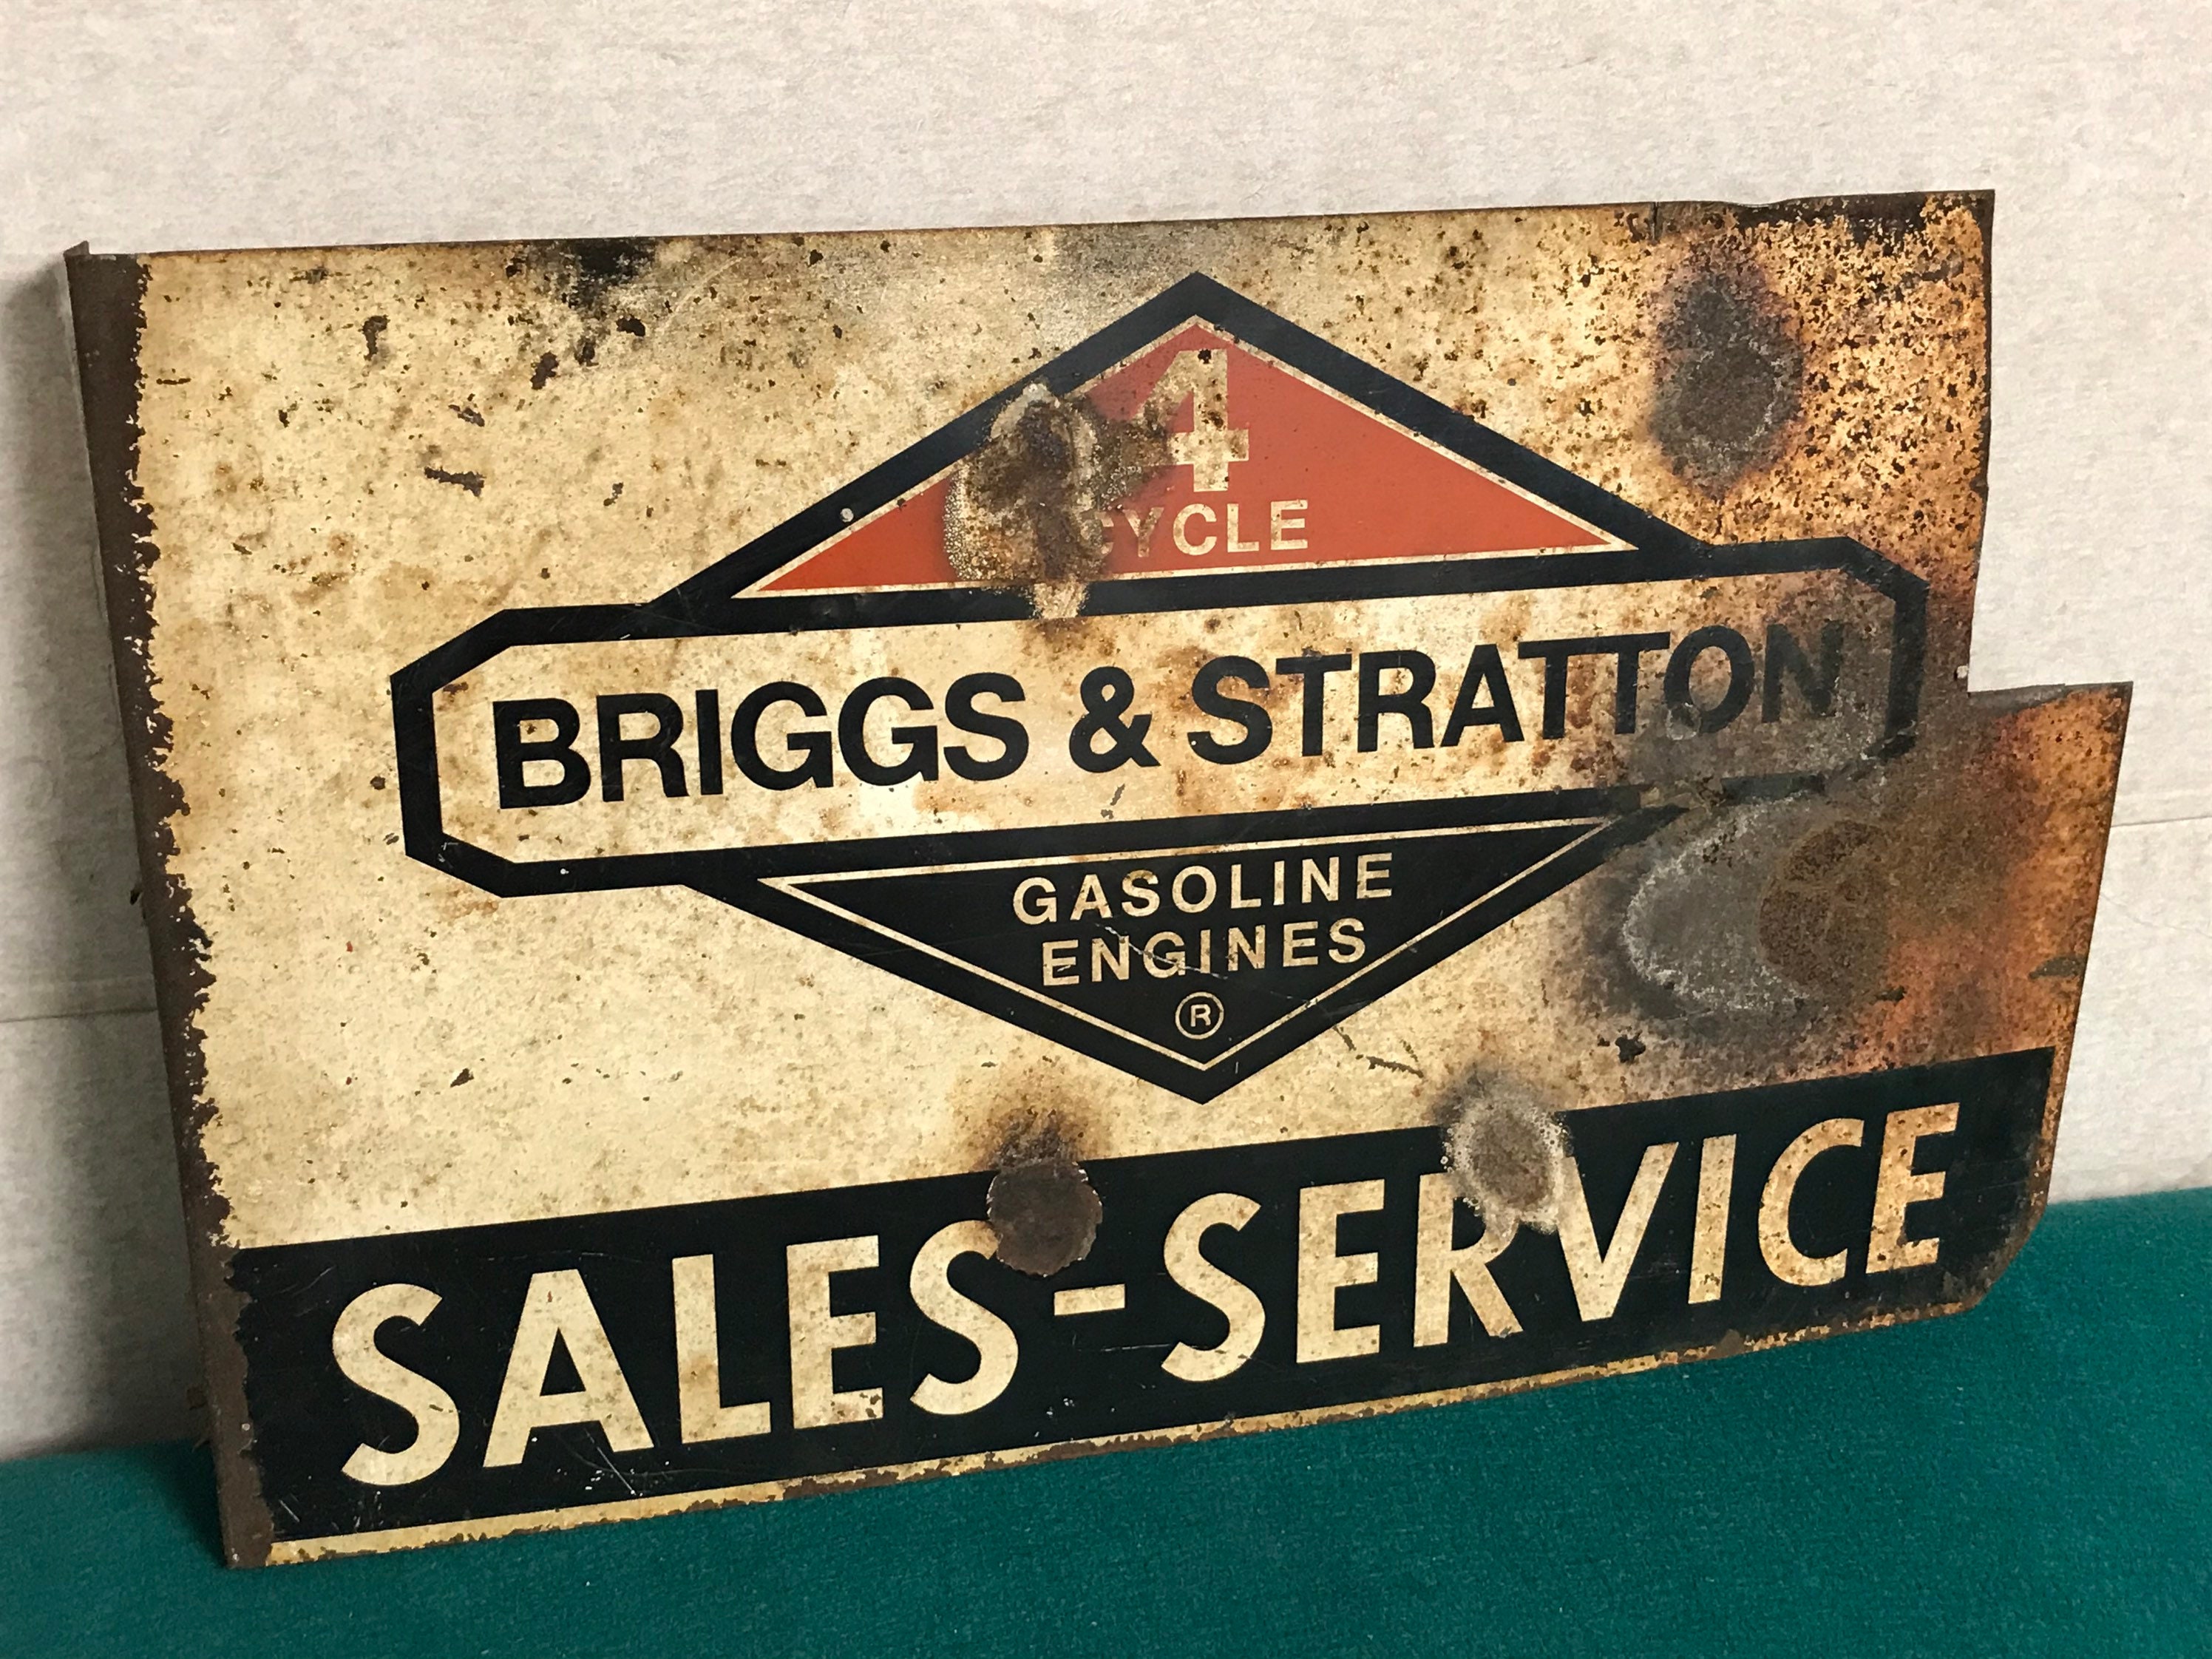 4
CYCLE
BRIGGS & STRATTON
GASOLINE
ENGINES
®
SALES-SERVICE